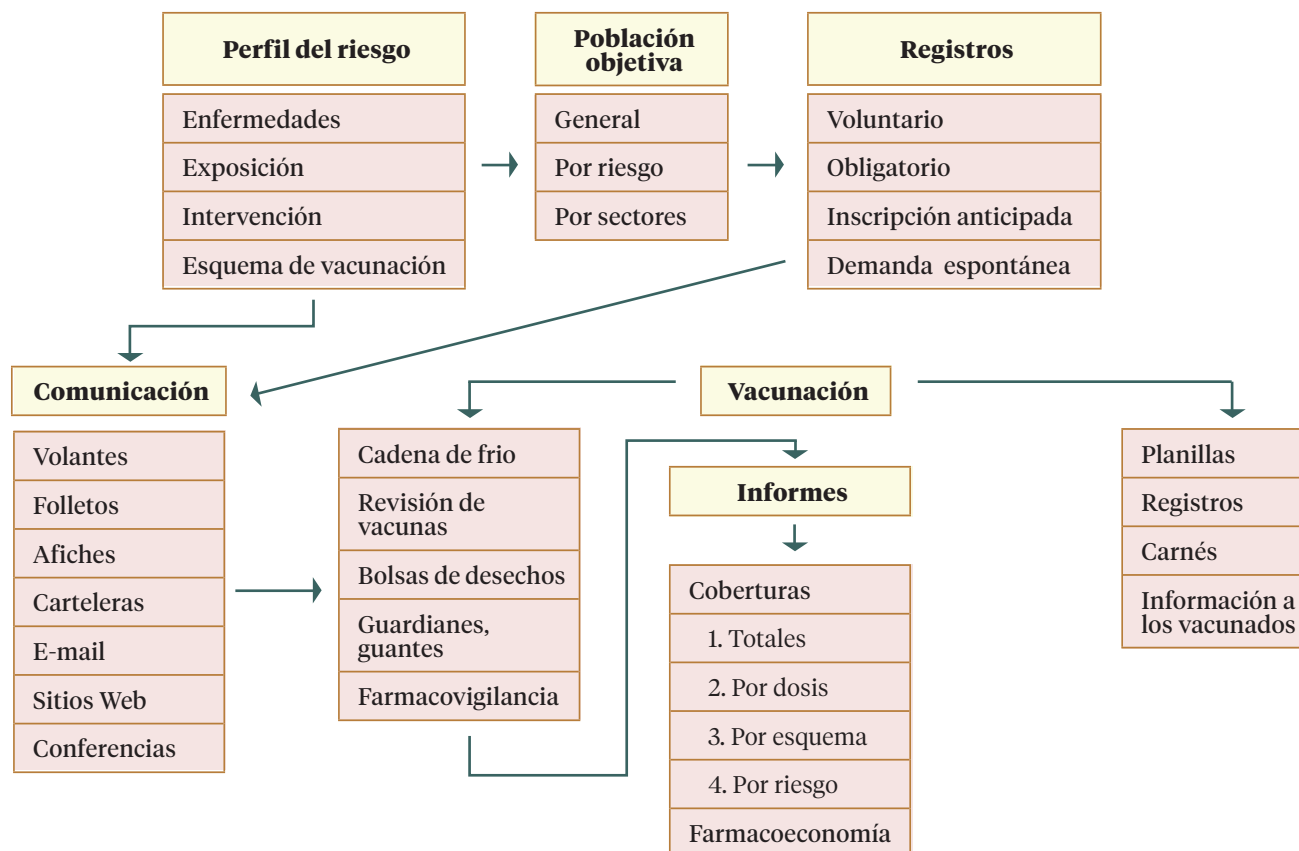 Perfil del riesgo
Enfermedades
Exposición
Intervención
Esquema de vacunación
Población
objetiva
General
Por riesgo
Por sectores
Registros
Voluntario
Obligatorio
Inscripción anticipada
Demanda espontánea
Comunicación
Volantes
Folletos
Afiches
Carteleras
E-mail
Sitios Web
Conferencias
Vacunación
Cadena de frio
Revisión de
vacunas
Bolsas de desechos
Guardianes,
guantes
Farmacovigilancia
Informes
Coberturas
1. Totales
2. Por dosis
3. Por esquema
4. Por riesgo
Farmacoeconomía
Planillas
Registros
Carnés
Información a
los vacunados